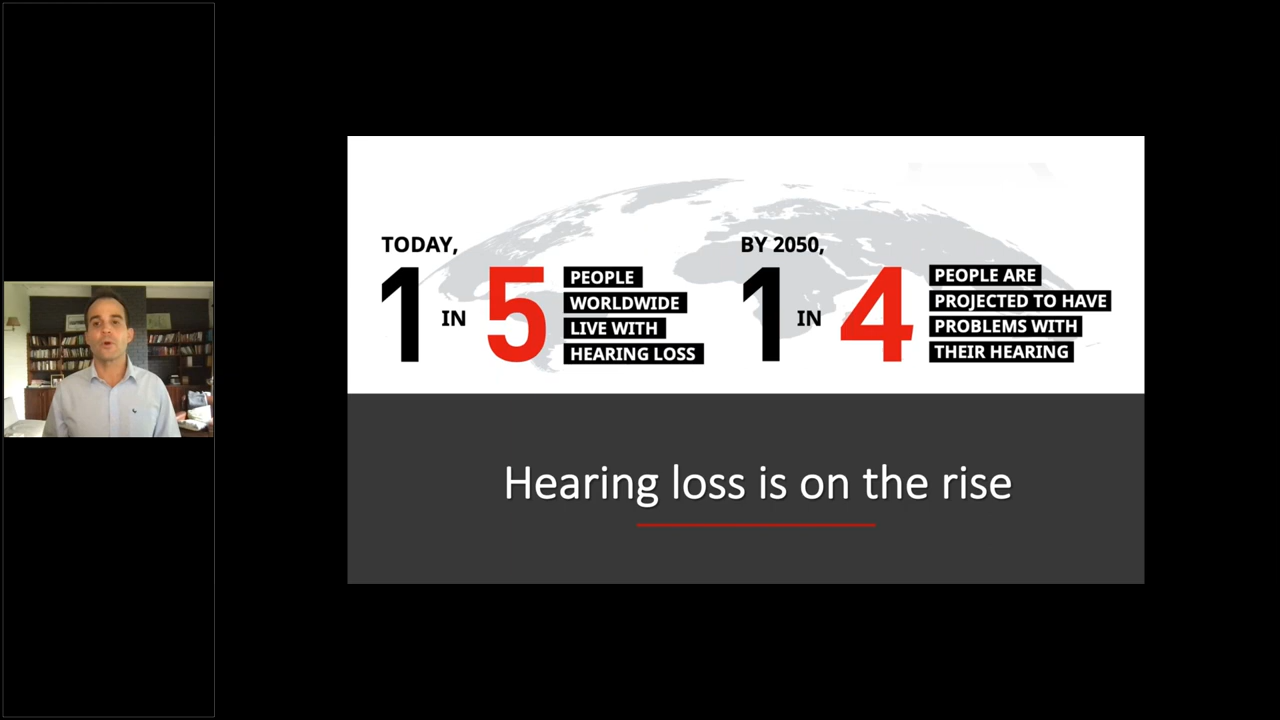 TODAY,
1 IN 5
PEOPLE
WORLDWIDE
LIVE WITH
HEARING LOSS
BY 2050,
1 IN 4
PEOPLE ARE
PROJECTED TO HAVE
PROBLEMS WITH
THEIR HEARING
Hearing loss is on the rise